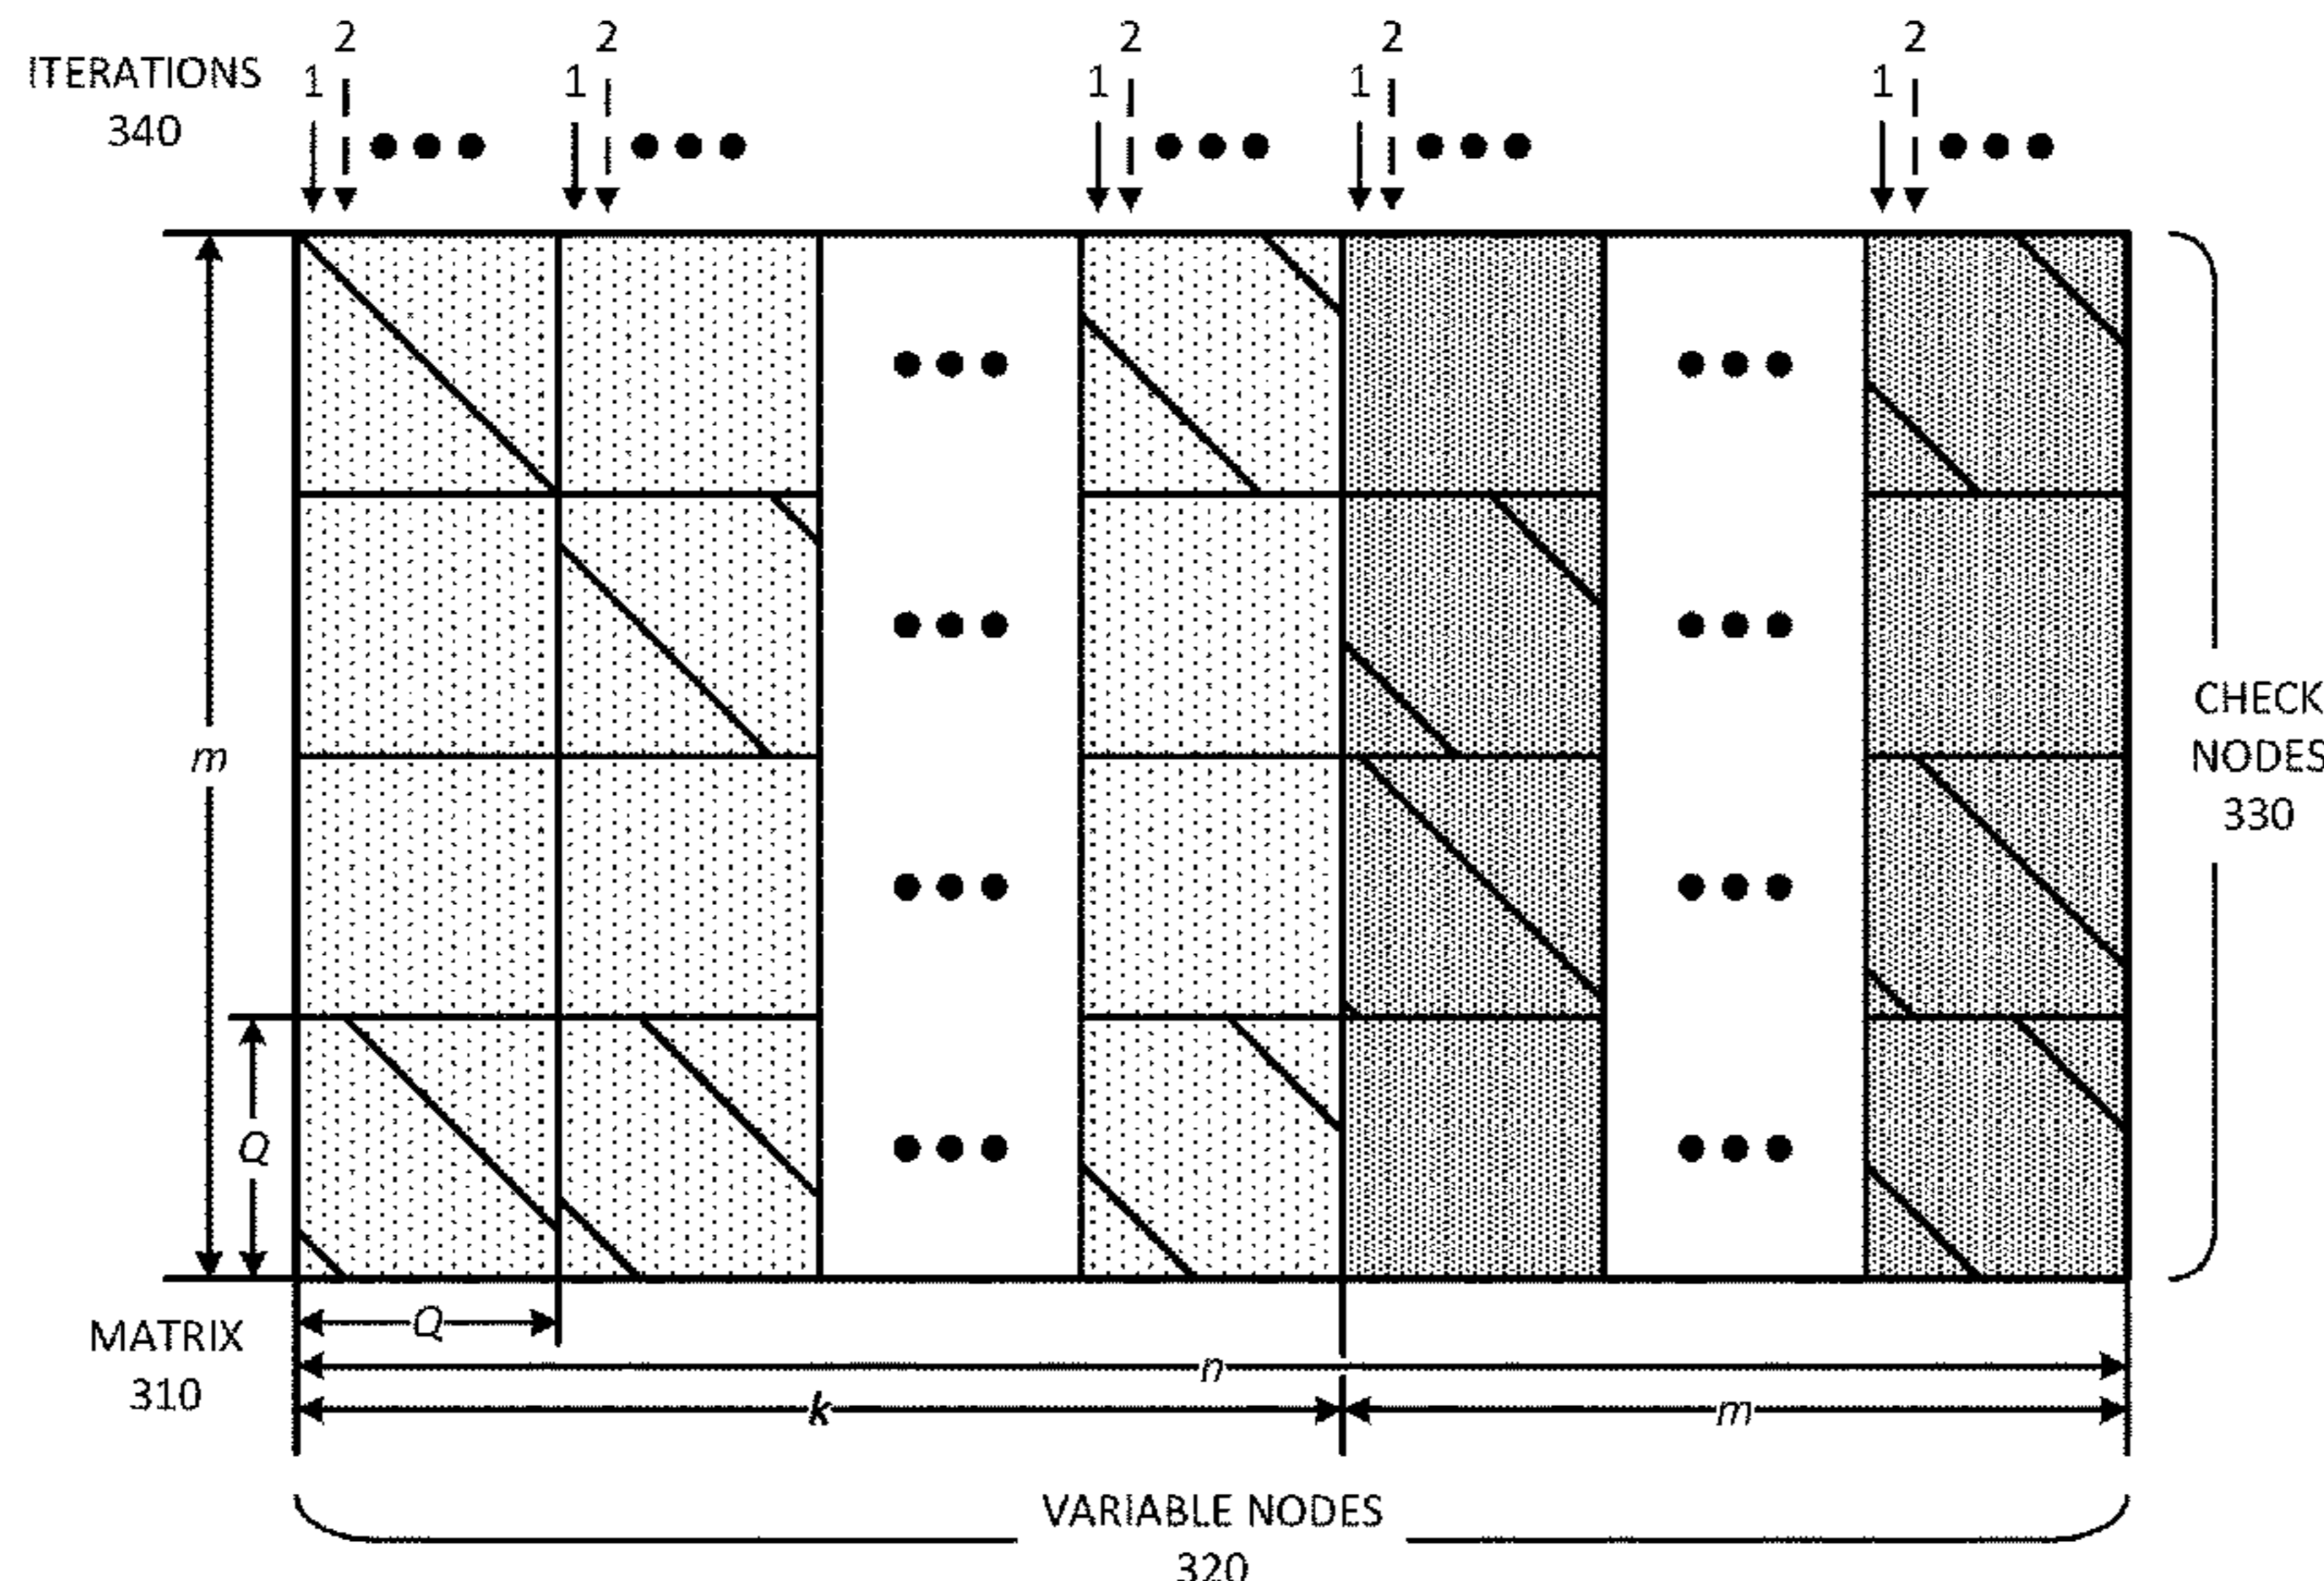 2 2 2 2 2
ITERATIONS
1 1 1 1 1
340
m
CHECK
NODES
330
Q
Q
MATRIX
n
310
k m
VARIABLE NODES
320